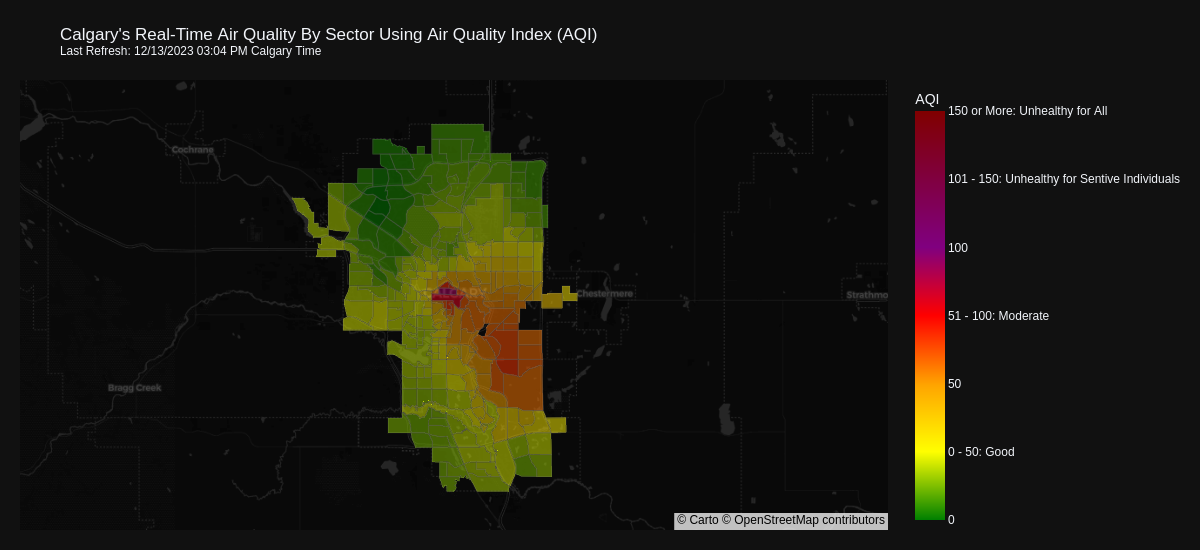 Calgary's Real-Time Air Quality By Sector Using Air Quality Index (AQI)
Last Refresh: 12/13/2023 03:04 PM Calgary Time
AQI
150 or More: Unhealthy for All
Cochrane
101 - 150: Unhealthy for Sentive Individuals
100
Chestermere
Strathmo
51 - 100: Moderate
50
Bragg Creek
0 - 50: Good
0
© Carto © OpenStreetMap contributors